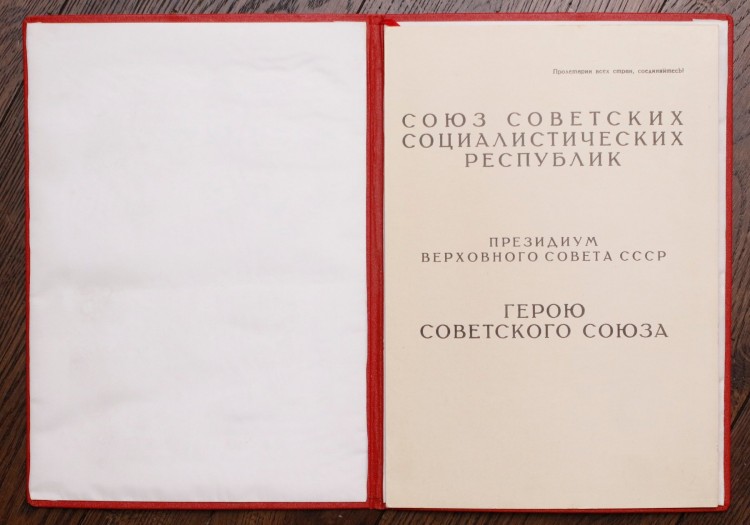 Пролетарии всех стран, соединяйтесь!
СОЮЗ СОВЕТСКИХ
СОЦИАЛИСТИЧЕСКИХ
РЕСПУБЛИК
ПРЕЗИДИУМ
ВЕРХОВНОГО СОВЕТА СССР
ГЕРОЮ
СОВЕТСКОГО СОЮЗА